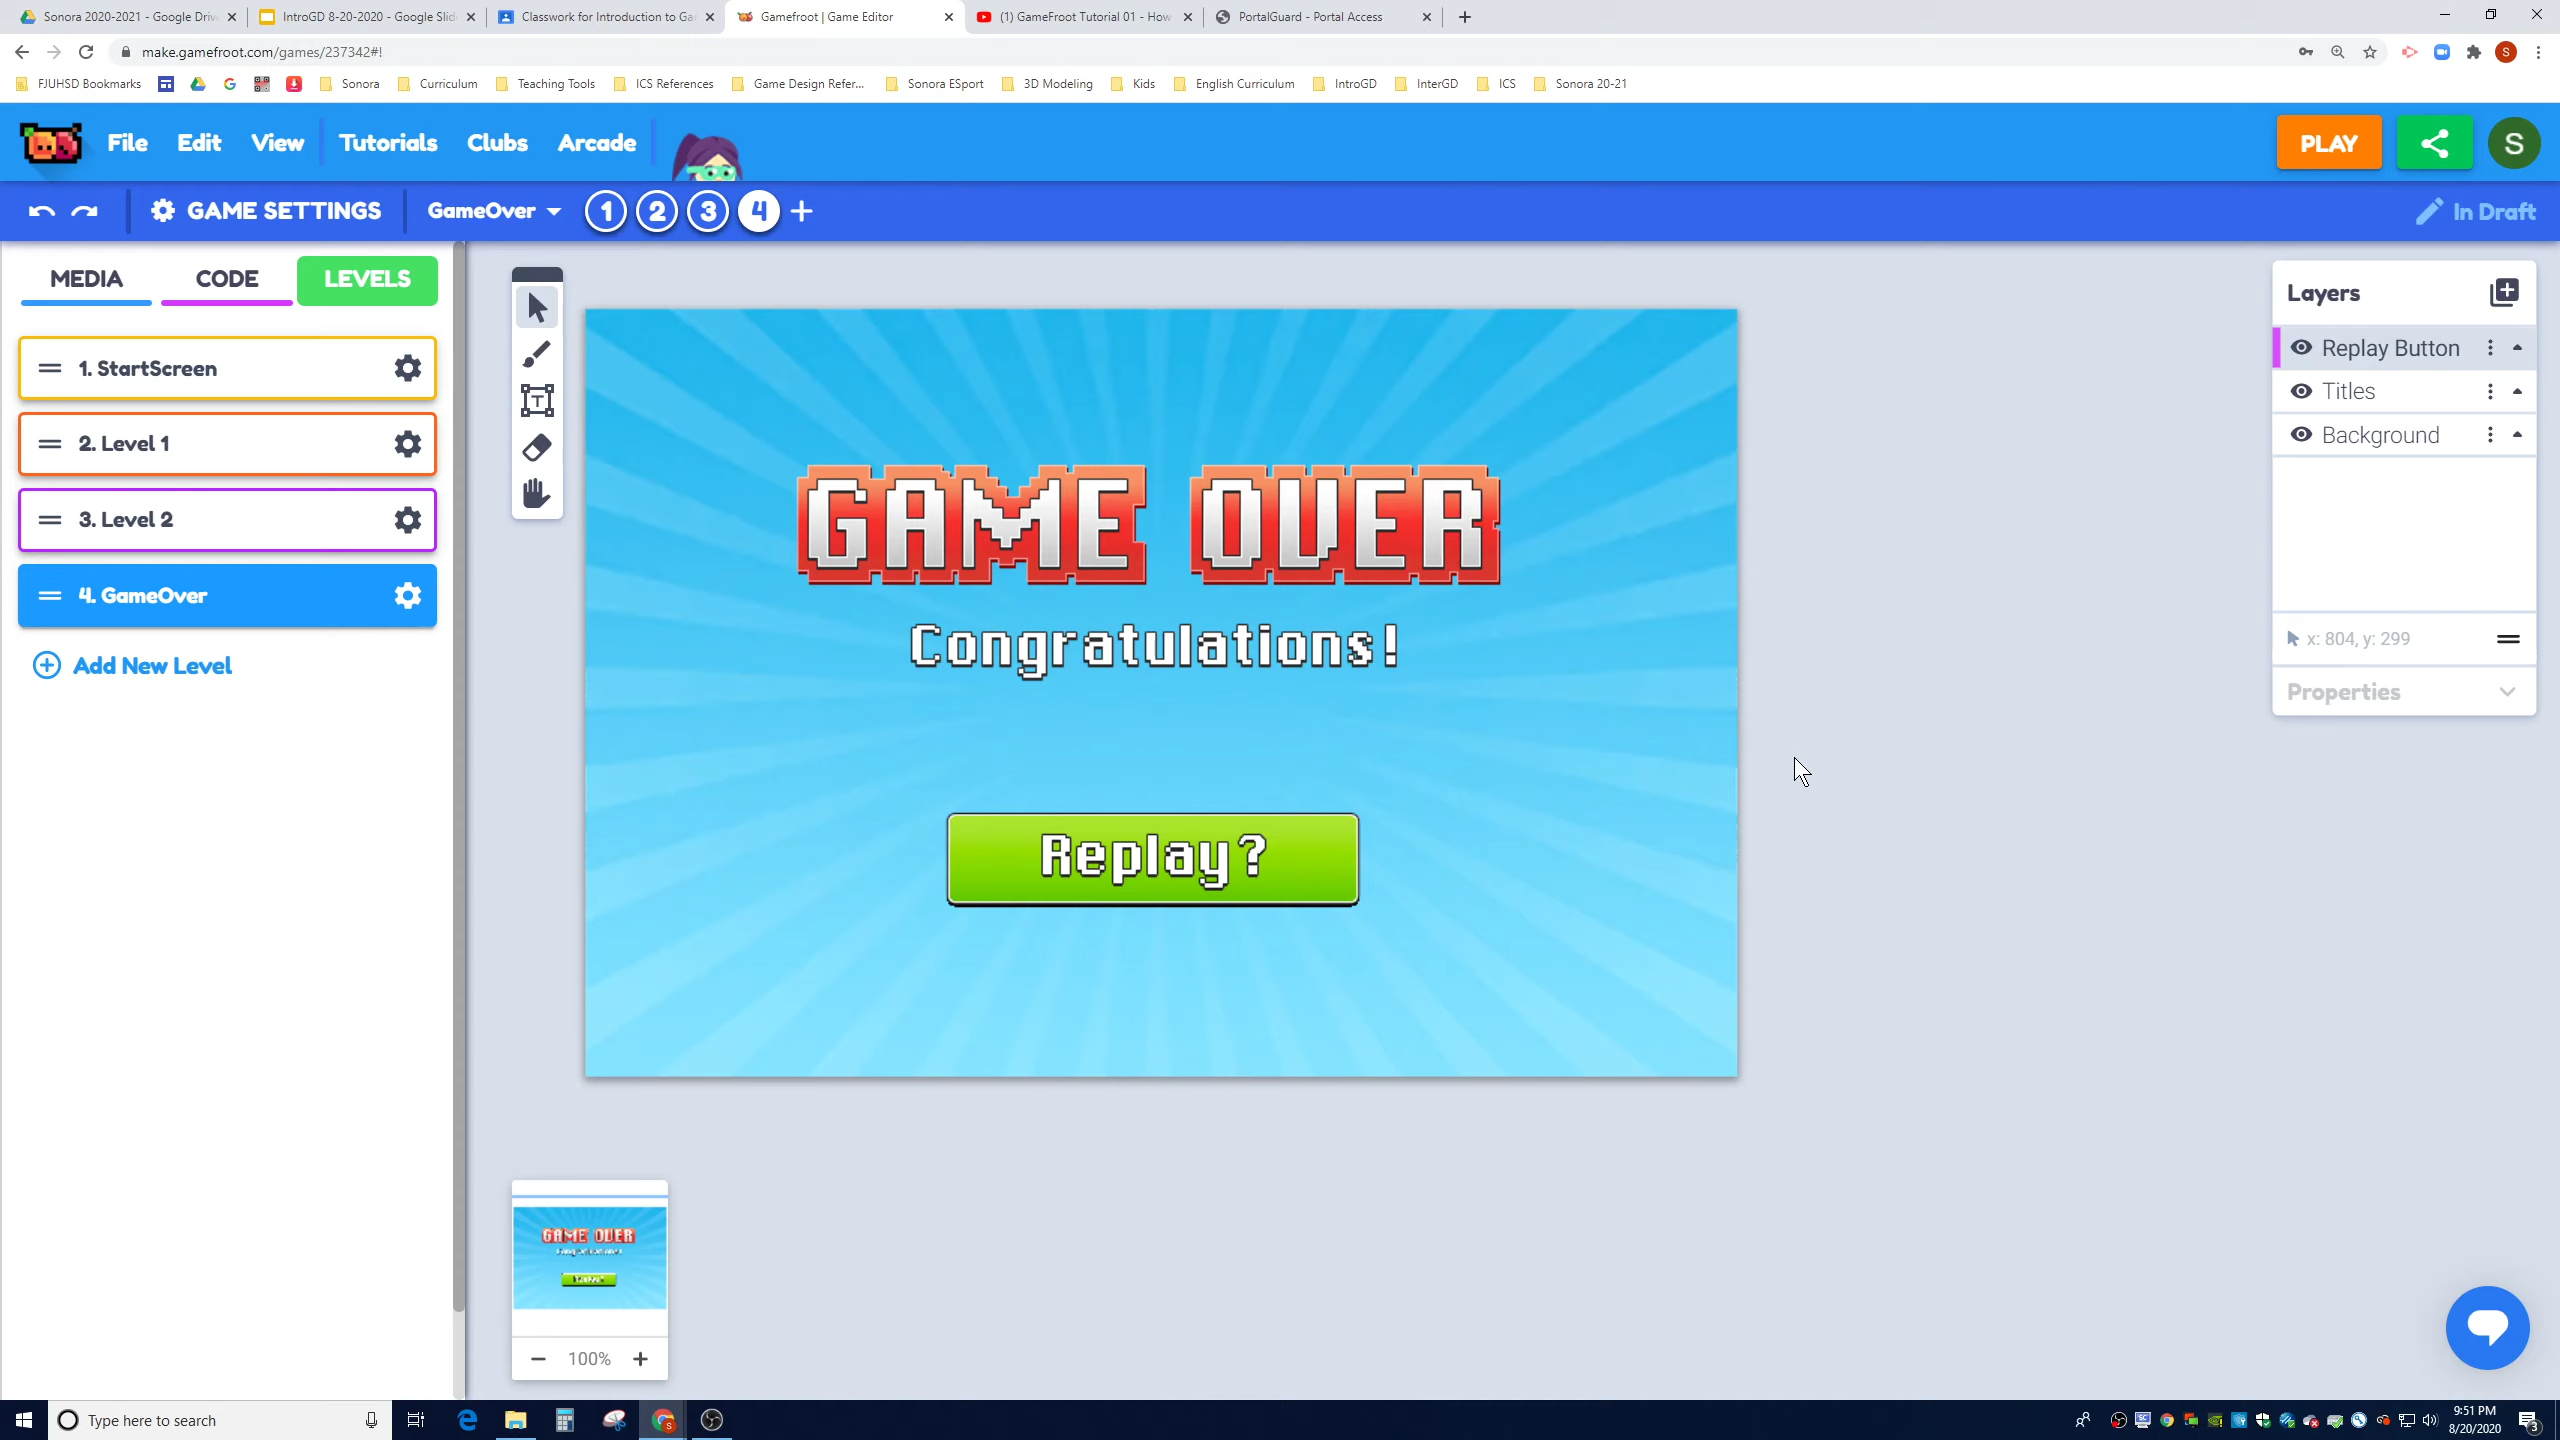 Sonora 2020-2021 - Google Driv
IntroGD 8-20-2020 - Google Slid
Classwork for Introduction to Ga
Gamefroot | Game Editor
(1) GameFroot Tutorial 01 - How
PortalGuard - Portal Access
make.gamefroot.com/games/237342#!
S
FJUHSD Bookmarks
Sonora
Curriculum
Teaching Tools
ICS References
Game Design Refer...
Sonora ESport
3D Modeling
Kids
English Curriculum
IntroGD
InterGD
ICS
Sonora 20-21
File
Edit
View
Tutorials
Clubs
Arcade
PLAY
S
GAME SETTINGS
GameOver
1
2
3
4
In Draft
MEDIA
CODE
LEVELS
1. StartScreen
2. Level 1
3. Level 2
4. GameOver
Add New Level
GAME OVER
Congratulations!
Replay?
Layers
Replay Button
Titles
Background
x: 804, y: 299
Properties
GAME OVER
100%
Type here to search
9:51 PM
8/20/2020
3